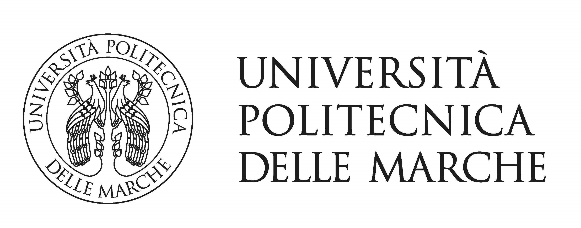 UNIVERSITÀ POLITECNICA
DELLE MARCHE
UNIVERSITÀ
POLITECNICA
DELLE MARCHE